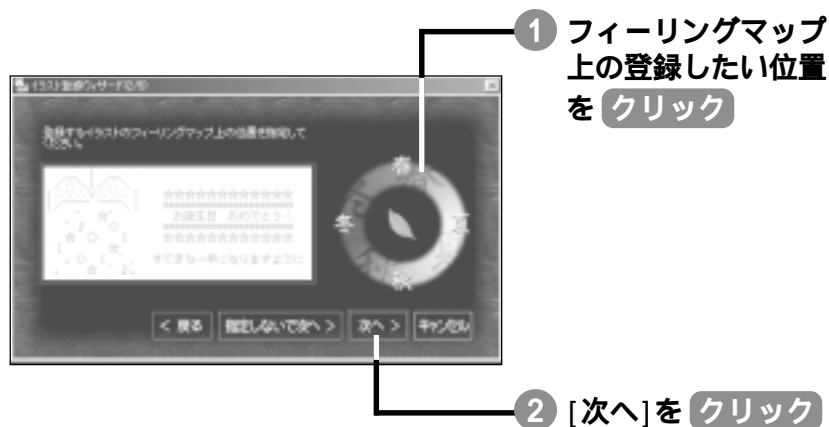 1 フィーリングマップ
上の登録したい位置
を クリック
イラスト登録ウィザード(2/5)
登録するイラストのフィーリングマップ上の位置を指定して
ください。
☆☆☆☆☆☆☆☆☆☆☆☆
お誕生日 おめでとう!
☆☆☆☆☆☆☆☆☆☆☆☆
すてきな一年になりますように
春
冬 夏
秋
< 戻る 指定しないで次へ > 次へ > キャンセル
2 [次へ]を クリック